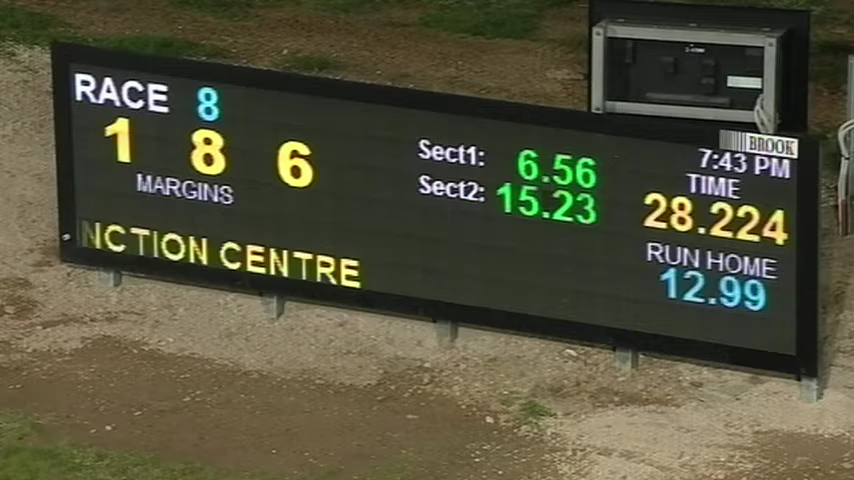 RACE 8
1 8 6
MARGINS
NCTION CENTRE
Sect1: 6.56
Sect2: 15.23
BROOK
7:43 PM
TIME
28.224
RUN HOME
12.99